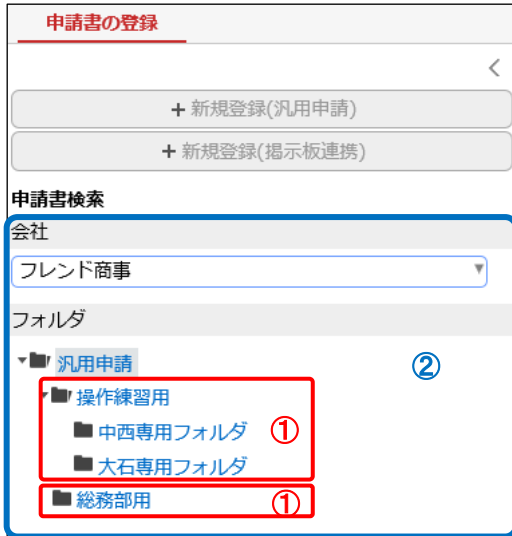 申請書の登録
<
+ 新規登録(汎用申請)
+ 新規登録(掲示板連携)
申請書検索
会社
フレンド商事
フォルダ
汎用申請
②
操作練習用
中西専用フォルダ ①
大石専用フォルダ
総務部用 ①